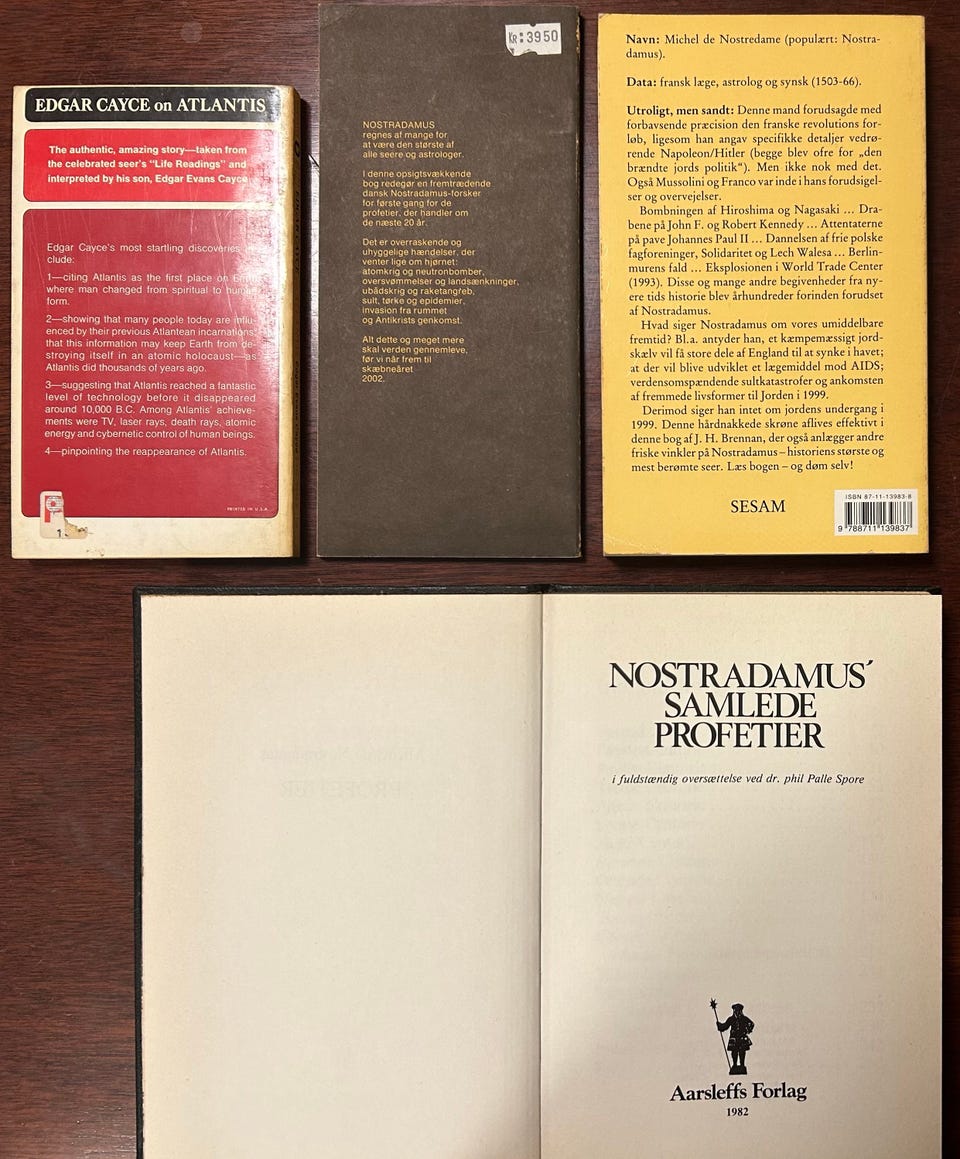 EDGAR CAYCE on ATLANTIS
The authentic, amazing story—taken from
the celebrated seer's "Life Readings" and
interpreted by his son, Edgar Evans Cayce
Edgar Cayce's most startling discoveries
clude:
1—citing Atlantis as the first place on Earth
where man changed from spiritual to human
form.
2—showing that many people today are influ-
enced by their previous Atlantean incarnations,
that this information may keep Earth from de-
stroying itself in an atomic holocaust—as
Atlantis did thousands of years ago.
3—suggesting that Atlantis reached a fantastic
level of technology before it disappeared
around 10,000 B.C. Among Atlantis' achieve-
ments were TV, laser rays, death rays, atomic
energy and cybernetic control of human beings.
4—pinpointing the reappearance of Atlantis.
PRINTED IN U.S.A.
1.
KR: 3950
NOSTRADAMUS
regnes af mange for
at være den største af
alle seere og astrologer.
I denne opsigtsvækkende
bog redegør en fremtrædende
dansk Nostradamus-forsker
for første gang for de
profetier, der handler om
de næste 20 år.
Det er overraskende og
uhyggelige hændelser, der
venter lige om hjørnet:
atomkrig og neutronbomber,
oversvømmelser og landsænkninger,
ubådskrig og raketangfeb,
sult, tørke og epidemier,
invasion fra rummet
og Antikrists genkomst.
Alt dette og meget mere
skal verden gennemleve,
før vi når frem til
skæbneåret
2002.
Navn: Michel de Nostredame (populært: Nostra-
damus).
Data: fransk læge, astrolog og synsk (1503-66).
Utroligt, men sandt: Denne mand forudsagde med
forbavsende præcision den franske revolutions for-
løb, ligesom han angav specifikke detaljer vedrø-
rende Napoleon/Hitler (begge blev ofre for „den
brændte jords politik“). Men ikke nok med det.
Også Mussolini og Franco var inde i hans forudsigel-
ser og overvejelser.
Bombningen af Hiroshima og Nagasaki ... Dra-
bene på John F. og Robert Kennedy ... Attentaterne
på pave Johannes Paul II ... Dannelsen af frie polske
fagforeninger, Solidaritet og Lech Walesa ... Berlin-
murens fald ... Eksplosionen i World Trade Center
(1993). Disse og mange andre begivenheder fra ny-
ere tids historie blev århundreder forinden forudset
af Nostradamus.
Hvad siger Nostradamus om vores umiddelbare
fremtid? Bl.a. antyder han, et kæmpemæssigt jord-
skælv vil få store dele af England til at synke i havet;
at der vil blive udviklet et lægemiddel mod AIDS;
verdensomspændende sultkatastrofer og ankomsten
af fremmede livsformer til Jorden i 1999.
Derimod siger han intet om jordens undergang i
1999. Denne hårdnakkede skrøne aflives effektivt i
denne bog af J. H. Brennan, der også anlægger andre
friske vinkler på Nostradamus – historiens største og
mest berømte seer. Læs bogen – og døm selv!
SESAM
ISBN 87-11-13983-8
9 788711 139837
NOSTRADAMUS´
SAMLEDE
PROFETIER
i fuldstændig oversættelse ved dr. phil Palle Spore
Aarsleffs Forlag
1982